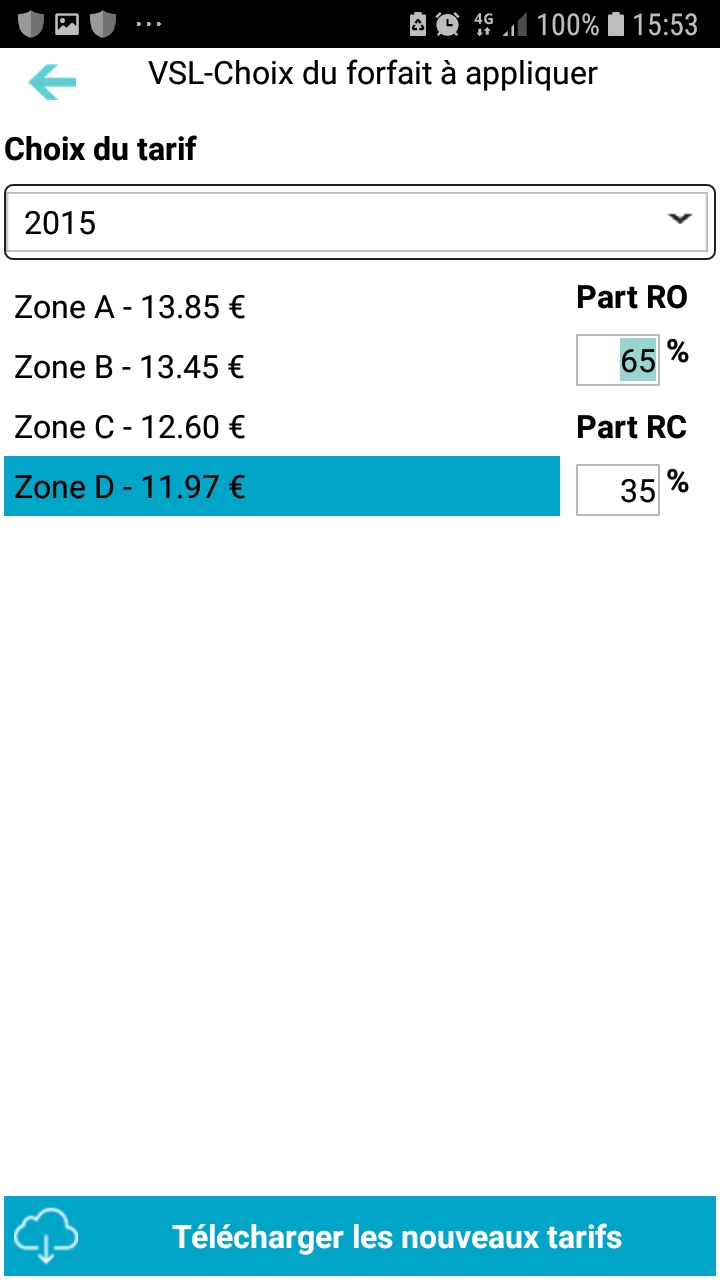 4G 100% 15:53
VSL-Choix du forfait à appliquer
Choix du tarif
2015
Zone A - 13.85 €
Zone B - 13.45 €
Zone C - 12.60 €
Zone D - 11.97 €
Part RO
65 %
Part RC
35 %
Télécharger les nouveaux tarifs